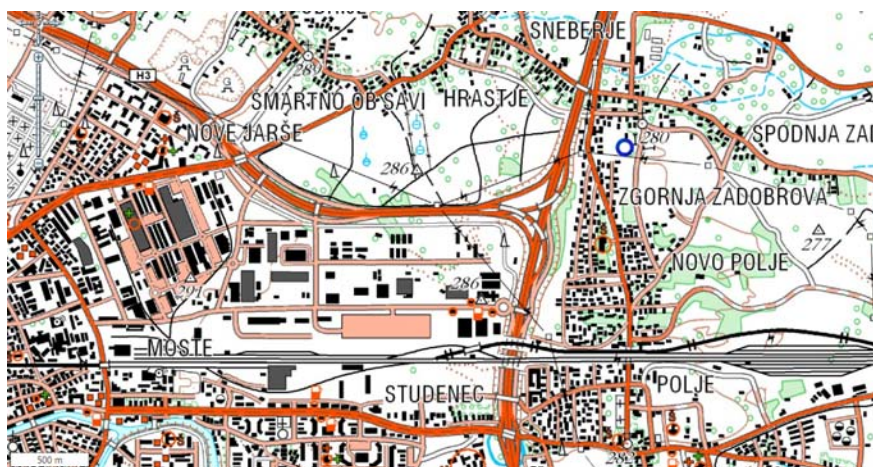 SNEBERJE
H3
280
ŠMARTNO OB SAVI
HRASTJE
NOVE JARŠE
280
SPODNJA ZAD
286
ZGORNJA ZADOBROVA
277
NOVO POLJE
291
286
MOSTE
STUDENEC
POLJE
282
500 m